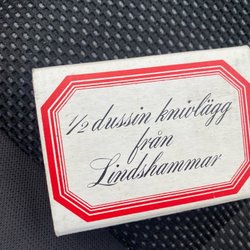 1/2 dussin knivlägg
från
Lindshammar